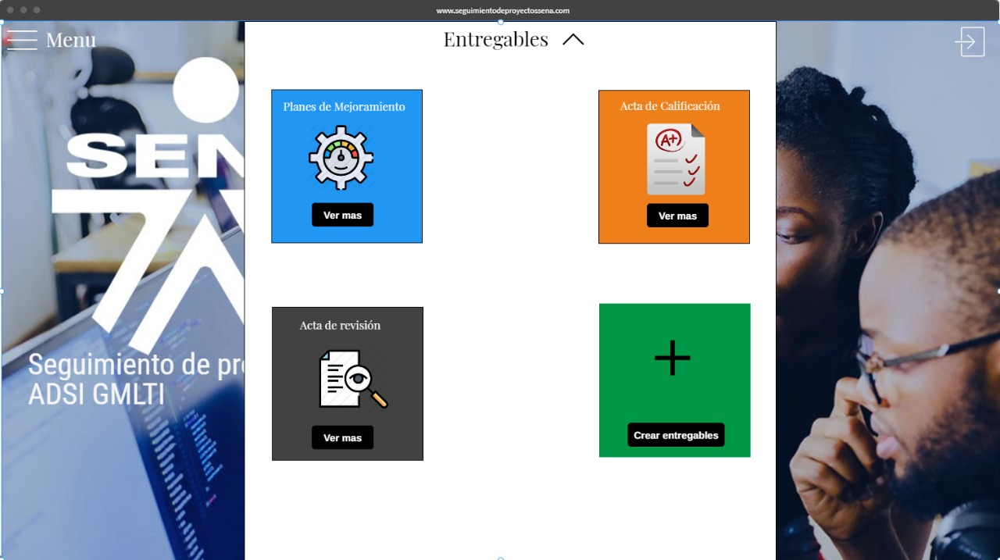 www.seguimientodeproyectossena.com
Menu
Entregables
SEN
Planes de Mejoramiento
Acta de Calificación
A+
Ver mas
Ver mas
Acta de revisión
Seguimiento de pr
ADSI GMLTI
Ver mas
Crear entregables